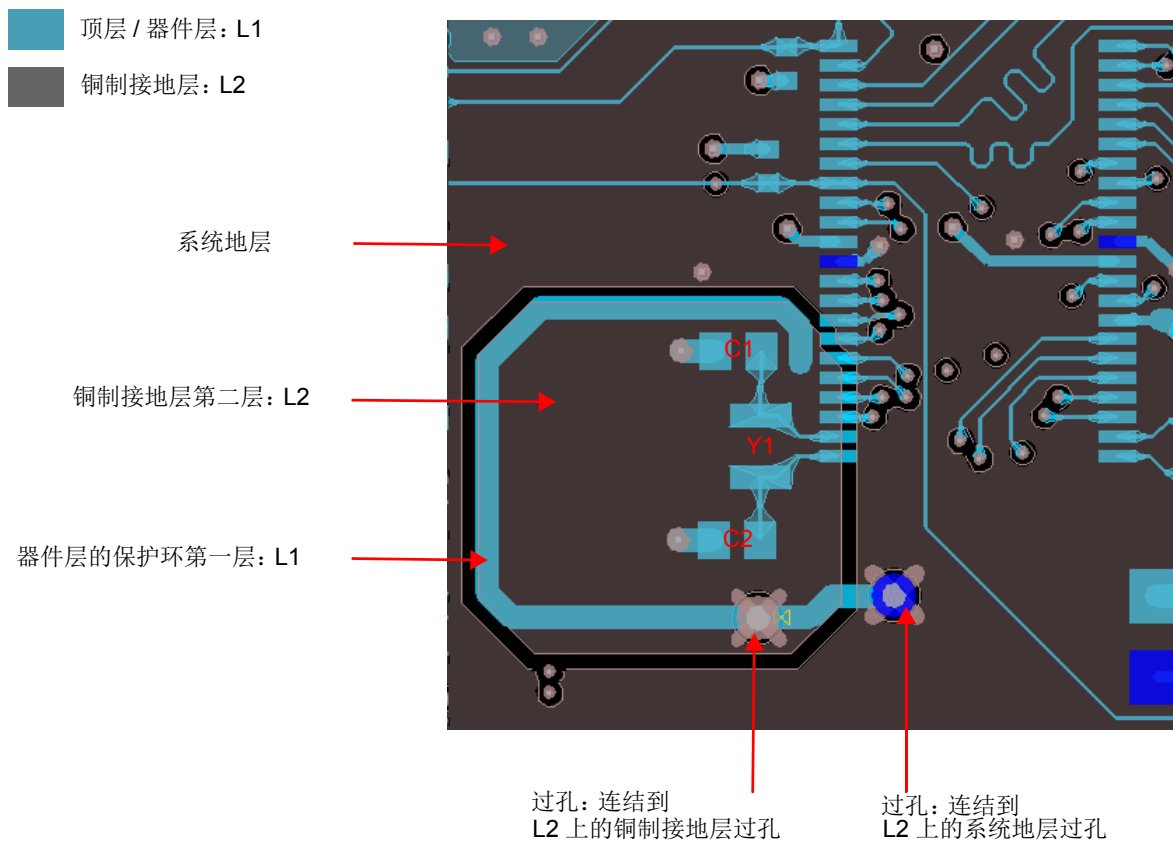 顶层 / 器件层: L1
铜制接地层: L2
系统地层
铜制接地层第二层: L2
器件层的保护环第一层: L1
C1
Y1
C2
过孔: 连结到
L2 上的铜制接地层过孔
过孔: 连结到
L2 上的系统地层过孔